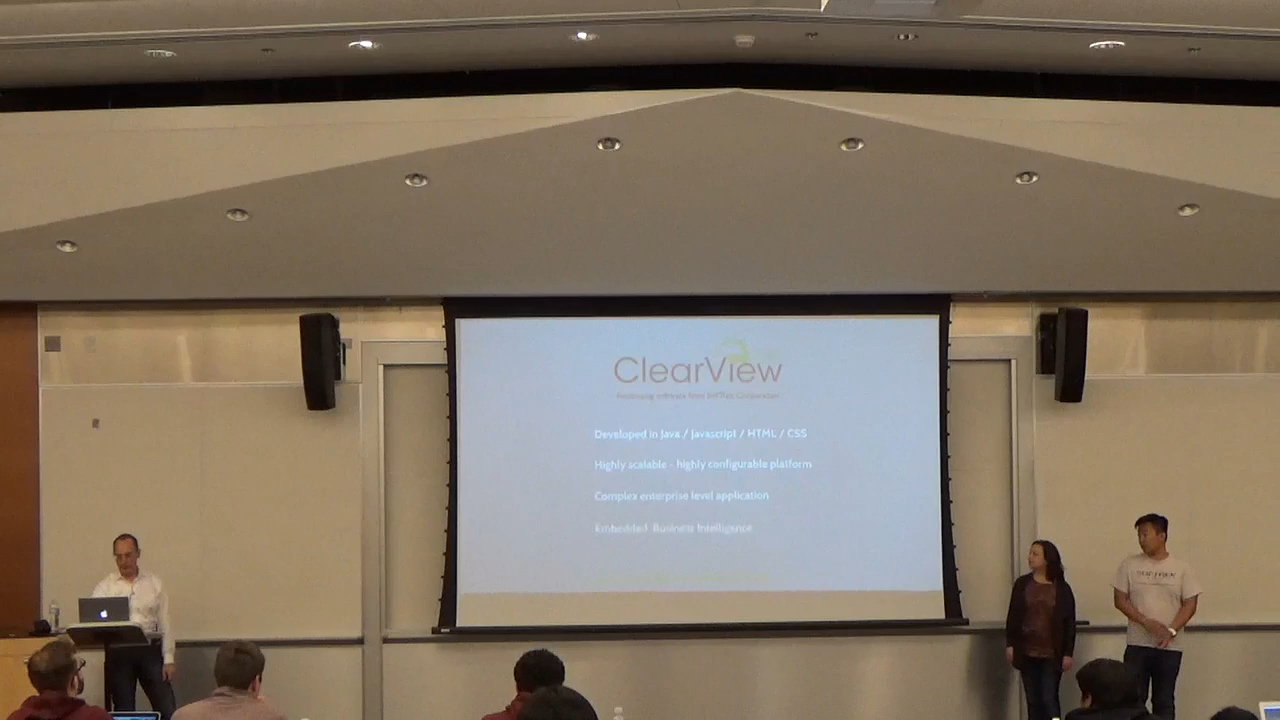 ClearView
Developed in Java / Javascript / HTML / CSS
Highly scalable - highly configurable platform
Complex enterprise level application
Embedded Business Intelligence